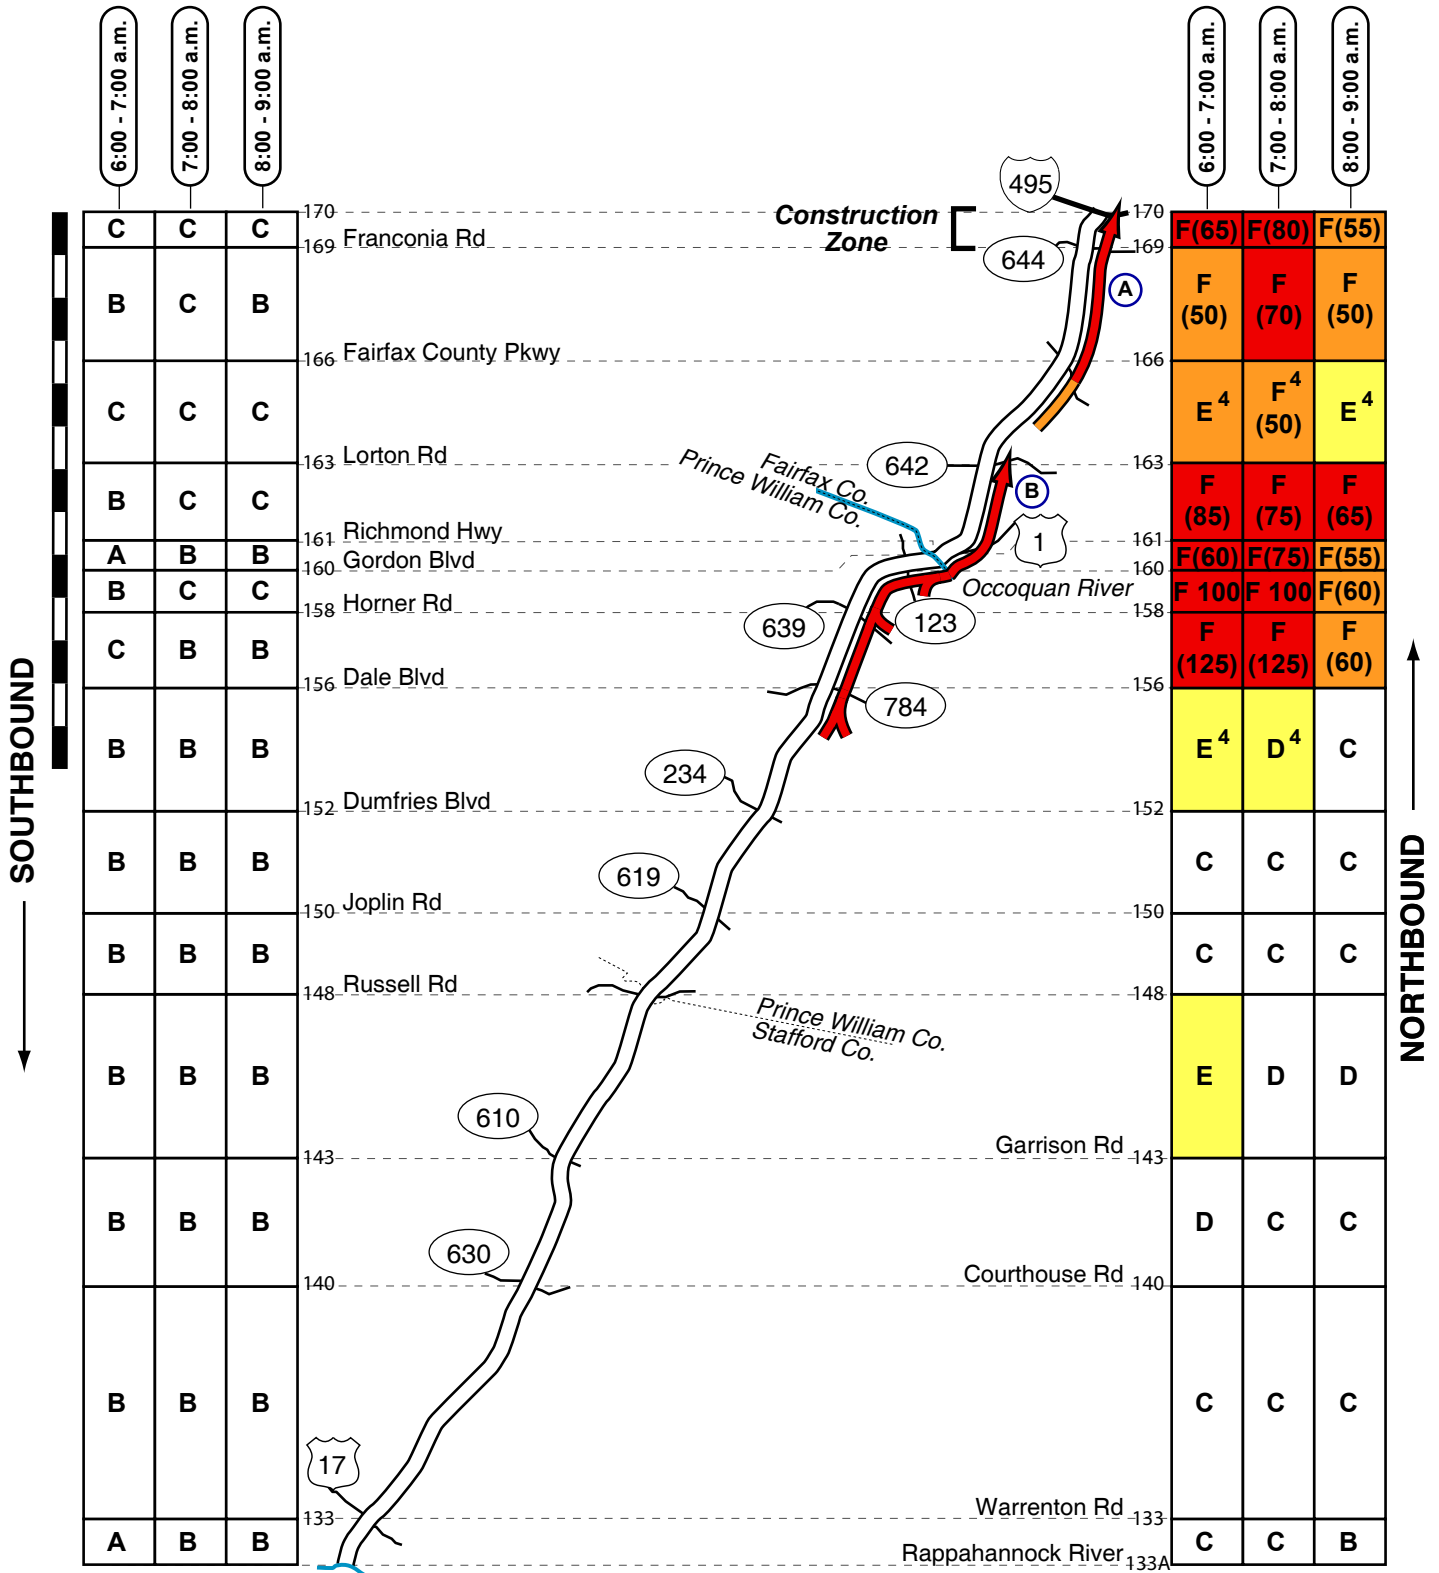 6:00 - 7:00 a.m.
7:00 - 8:00 a.m.
8:00 - 9:00 a.m.
6:00 - 7:00 a.m.
7:00 - 8:00 a.m.
8:00 - 9:00 a.m.
495
Construction
Zone
170 170
C C C F(65) F(80) F(55)
Franconia Rd
169 169
644
A
B C B F F F
(50) (70) (50)
Fairfax County Pkwy
166 166
C C C E 4 F 4 E 4
(50)
Lorton Rd
163 163
642
Fairfax Co.
Prince William Co.
B
B C C F F F
(85) (75) (65)
Richmond Hwy
161 161
1
A B B F(60) F(75) F(55)
Gordon Blvd
160 160
Occoquan River
B C C F 100 F 100 F(60)
Horner Rd
158 158
639
123
C B B F F F
(125) (125) (60)
Dale Blvd
156 156
784
B B B E 4 D 4 C
234
Dumfries Blvd
152 152
SOUTHBOUND
NORTHBOUND
B B B C C C
619
Joplin Rd
150 150
B B B C C C
Russell Rd
148 148
Prince William Co.
Stafford Co.
B B B E D D
610
Garrison Rd
143 143
B B B D C C
630
Courthouse Rd
140 140
B B B C C C
17
Warrenton Rd
133 133
A B B C C B
Rappahannock River
133A